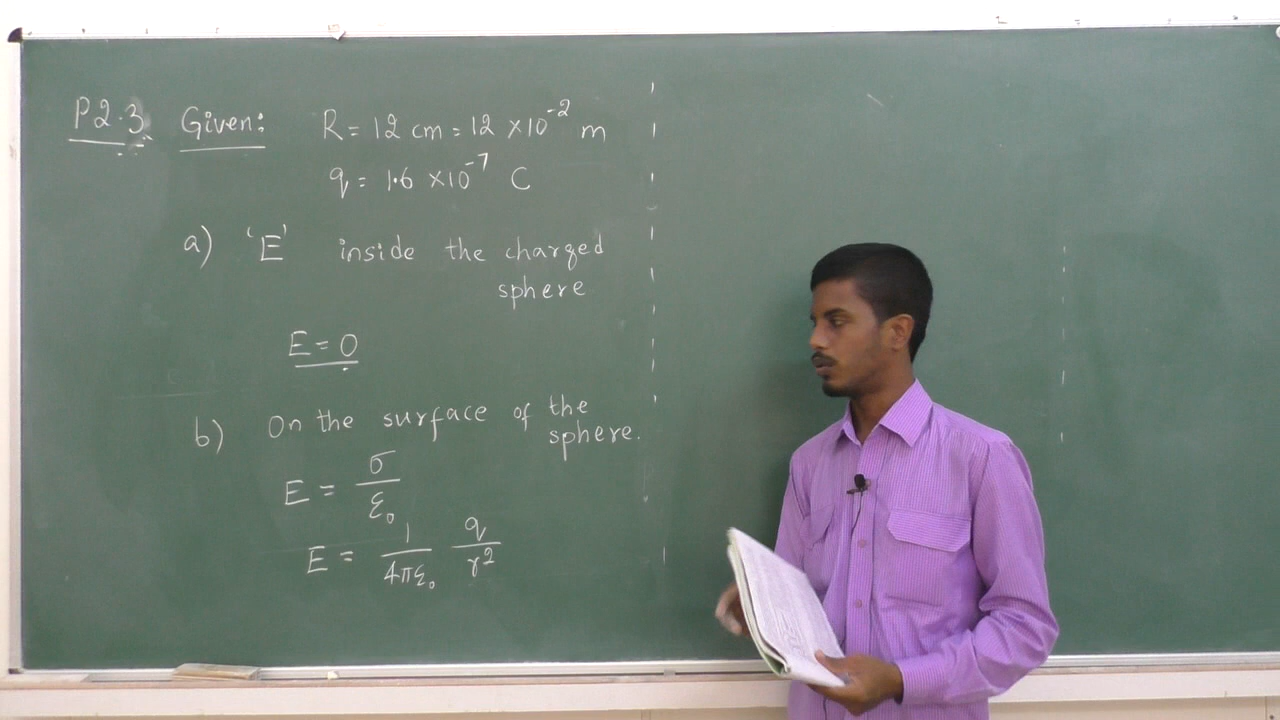 P2.3 Given: R = 12 cm = 12 ×10⁻² m
q = 1.6 ×10⁻⁷ C
a) 'E' inside the charged
sphere
E = 0
b) On the surface of the
sphere.
E = σ/ε₀
E = 1/4πε₀ q/r²